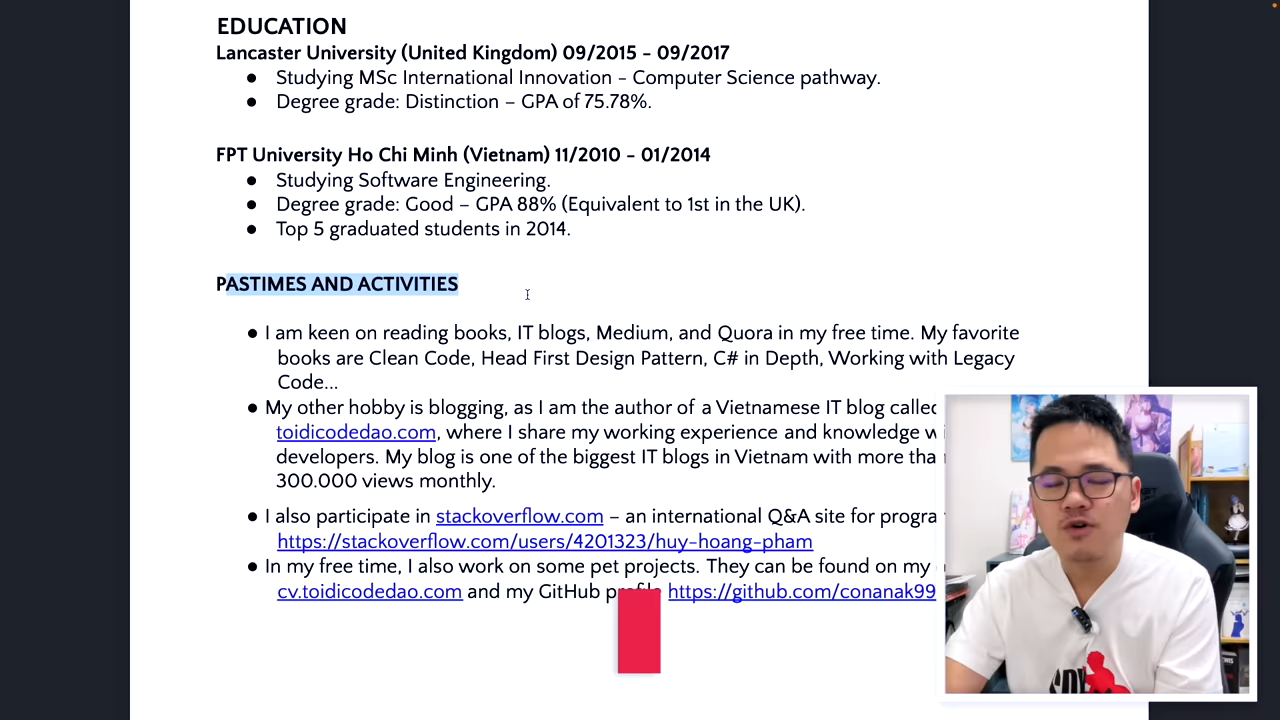 EDUCATION
Lancaster University (United Kingdom) 09/2015 – 09/2017
● Studying MSc International Innovation – Computer Science pathway.
● Degree grade: Distinction – GPA of 75.78%.
FPT University Ho Chi Minh (Vietnam) 11/2010 – 01/2014
● Studying Software Engineering.
● Degree grade: Good – GPA 88% (Equivalent to 1st in the UK).
● Top 5 graduated students in 2014.
PASTIMES AND ACTIVITIES
● I am keen on reading books, IT blogs, Medium, and Quora in my free time. My favorite
books are Clean Code, Head First Design Pattern, C# in Depth, Working with Legacy
Code...
● My other hobby is blogging, as I am the author of a Vietnamese IT blog called
toidicodedao.com, where I share my working experience and knowledge
developers. My blog is one of the biggest IT blogs in Vietnam with more
300.000 views monthly.
● I also participate in stackoverflow.com – an international Q&A site for
https://stackoverflow.com/users/4201323/huy-hoang-pham
● In my free time, I also work on some pet projects. They can be found on my
cv.toidicodedao.com and my GitHub profile https://github.com/conanak99